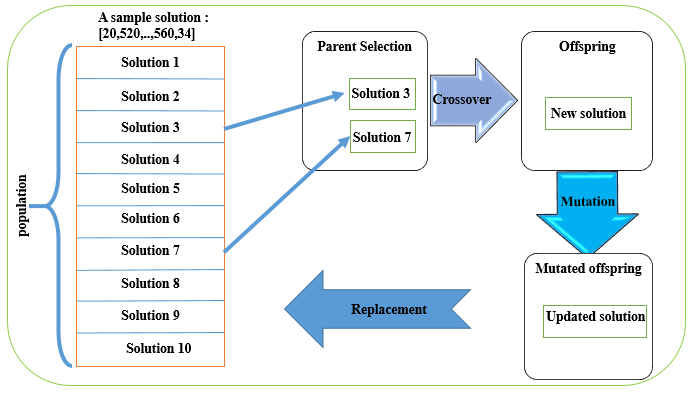 A sample solution :
[20,520,..,560,34]
population
Solution 1
Solution 2
Solution 3
Solution 4
Solution 5
Solution 6
Solution 7
Solution 8
Solution 9
Solution 10
Parent Selection
Solution 3
Solution 7
Crossover
Offspring
New solution
Mutation
Mutated offspring
Updated solution
Replacement